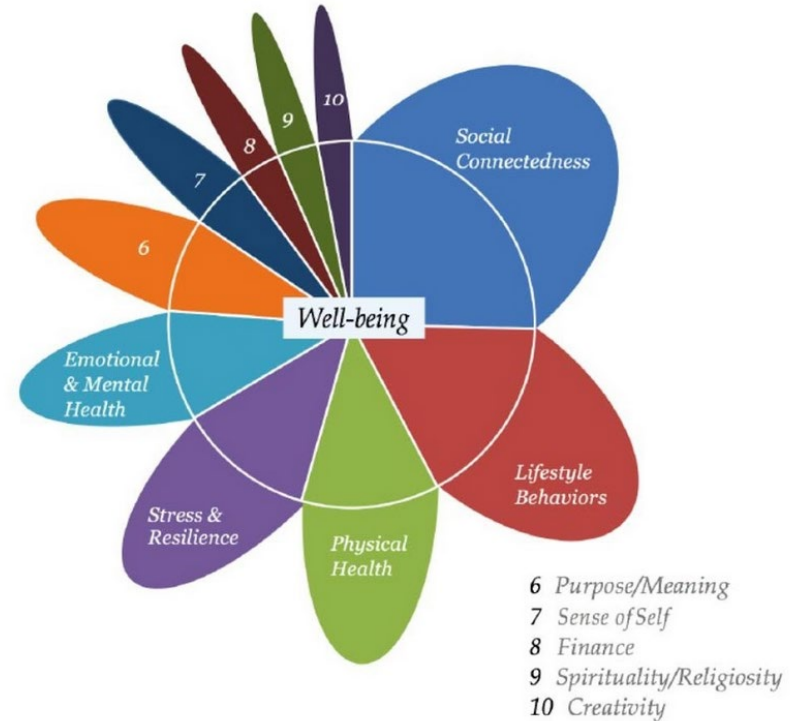 10
9
8
7
6
Social
Connectedness
Well-being
Emotional
& Mental
Health
Lifestyle
Behaviors
Stress &
Resilience
Physical
Health
6 Purpose/Meaning
7 Sense of Self
8 Finance
9 Spirituality/Religiosity
10 Creativity